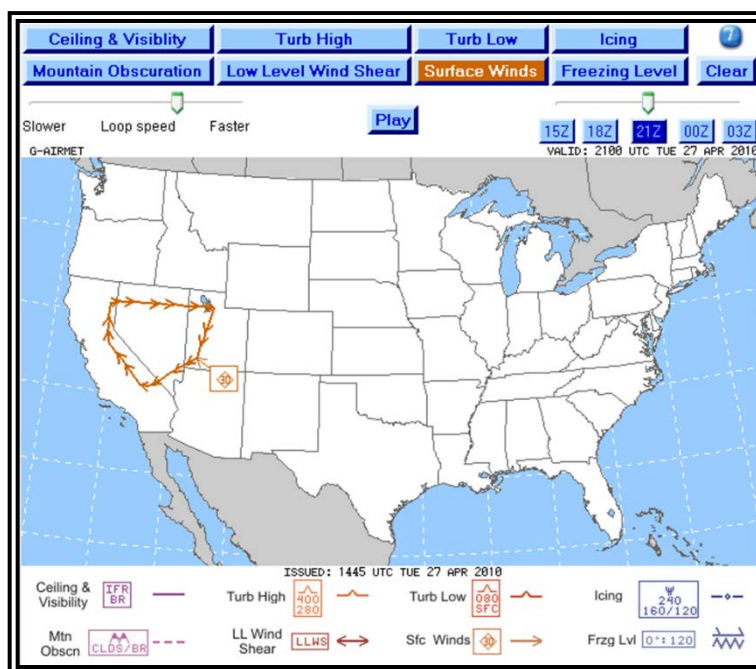 Ceiling & Visiblity Turb High Turb Low Icing ?
Mountain Obscuration Low Level Wind Shear Surface Winds Freezing Level Clear
Slower Loop speed Faster Play 15Z 18Z 21Z 00Z 03Z
G-AIRMET VALID: 2100 UTC TUE 27 APR 2010
30
ISSUED: 1445 UTC TUE 27 APR 2010
Ceiling & Visibility IFR BR Turb High 400 280 Turb Low 080 SFC Icing 240 160/120
Mtn Obscn CLDS/BR LL Wind Shear LLWS Sfc Winds 30 Frzg Lvl 0°:120